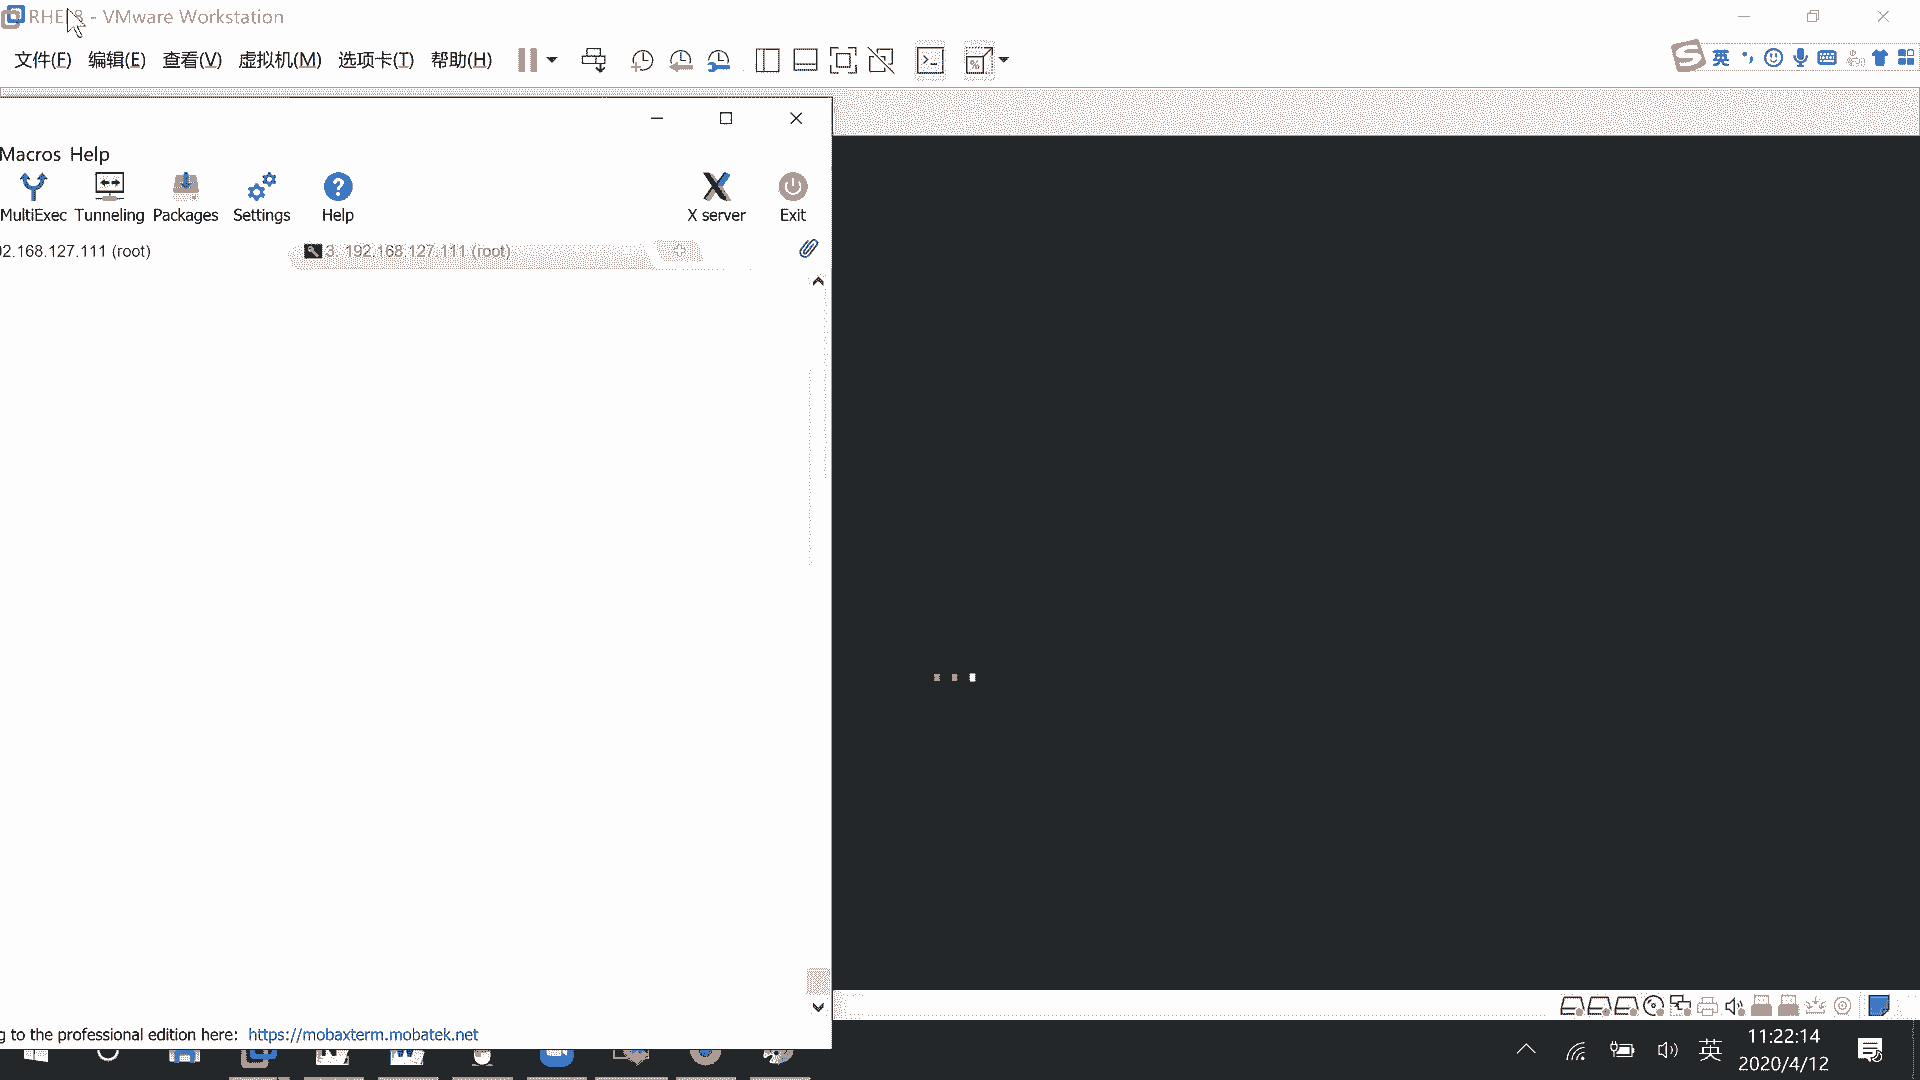 RHEL8 - VMware Workstation
文件(F) 编辑(E) 查看(V) 虚拟机(M) 选项卡(T) 帮助(H)
英
Macros Help
MultiExec Tunneling Packages Settings Help X server Exit
92.168.127.111 (root) 3. 192.168.127.111 (root)
g to the professional edition here: https://mobaxterm.mobatek.net
英
11:22:14
2020/4/12